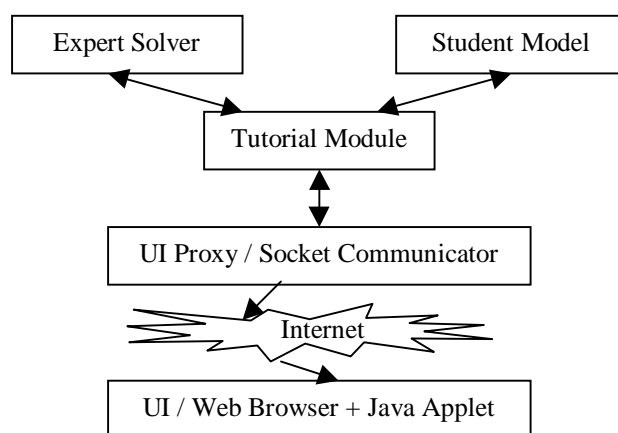 Expert Solver
Student Model
Tutorial Module
UI Proxy / Socket Communicator
Internet
UI / Web Browser + Java Applet